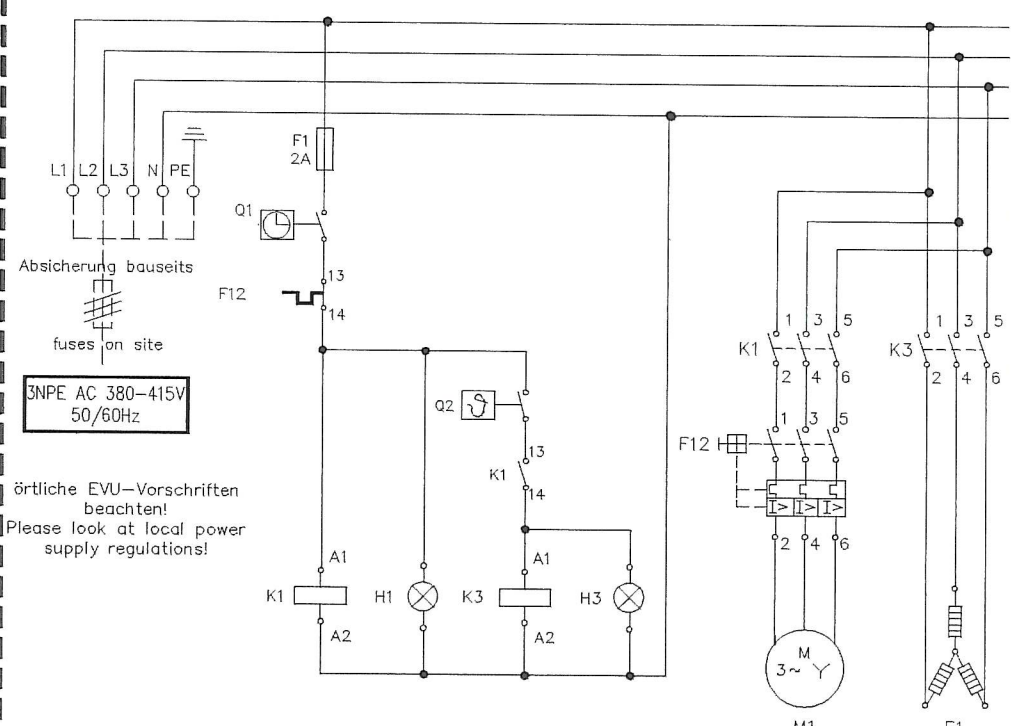 L1 L2 L3 N PE
Absicherung bauseits
fuses on site
3NPE AC 380-415V
50/60Hz
örtliche EVU-Vorschriften
beachten!
Please look at local power
supply regulations!
F1
2A
Q1
F12
13
14
Q2
K1
13
14
K1
A1
A2
H1
K3
A1
A2
H3
K1
1 3 5
2 4 6
F12
1 3 5
I> I> I>
2 4 6
M
3~ Y
M1
K3
1 3 5
2 4 6
E1